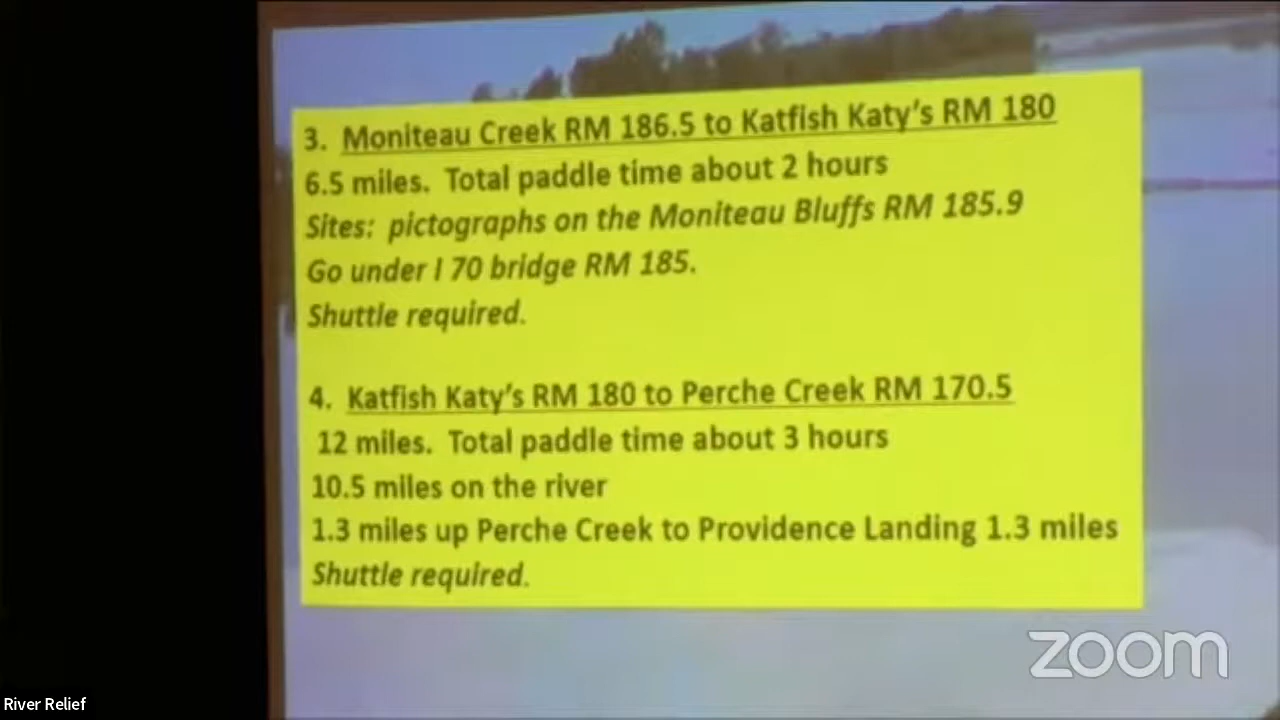 3. Moniteau Creek RM 186.5 to Katfish Katy's RM 180
6.5 miles. Total paddle time about 2 hours
Sites: pictographs on the Moniteau Bluffs RM 185.9
Go under I 70 bridge RM 185.
Shuttle required.
4. Katfish Katy's RM 180 to Perche Creek RM 170.5
12 miles. Total paddle time about 3 hours
10.5 miles on the river
1.3 miles up Perche Creek to Providence Landing 1.3 miles
Shuttle required.
zoom
River Relief